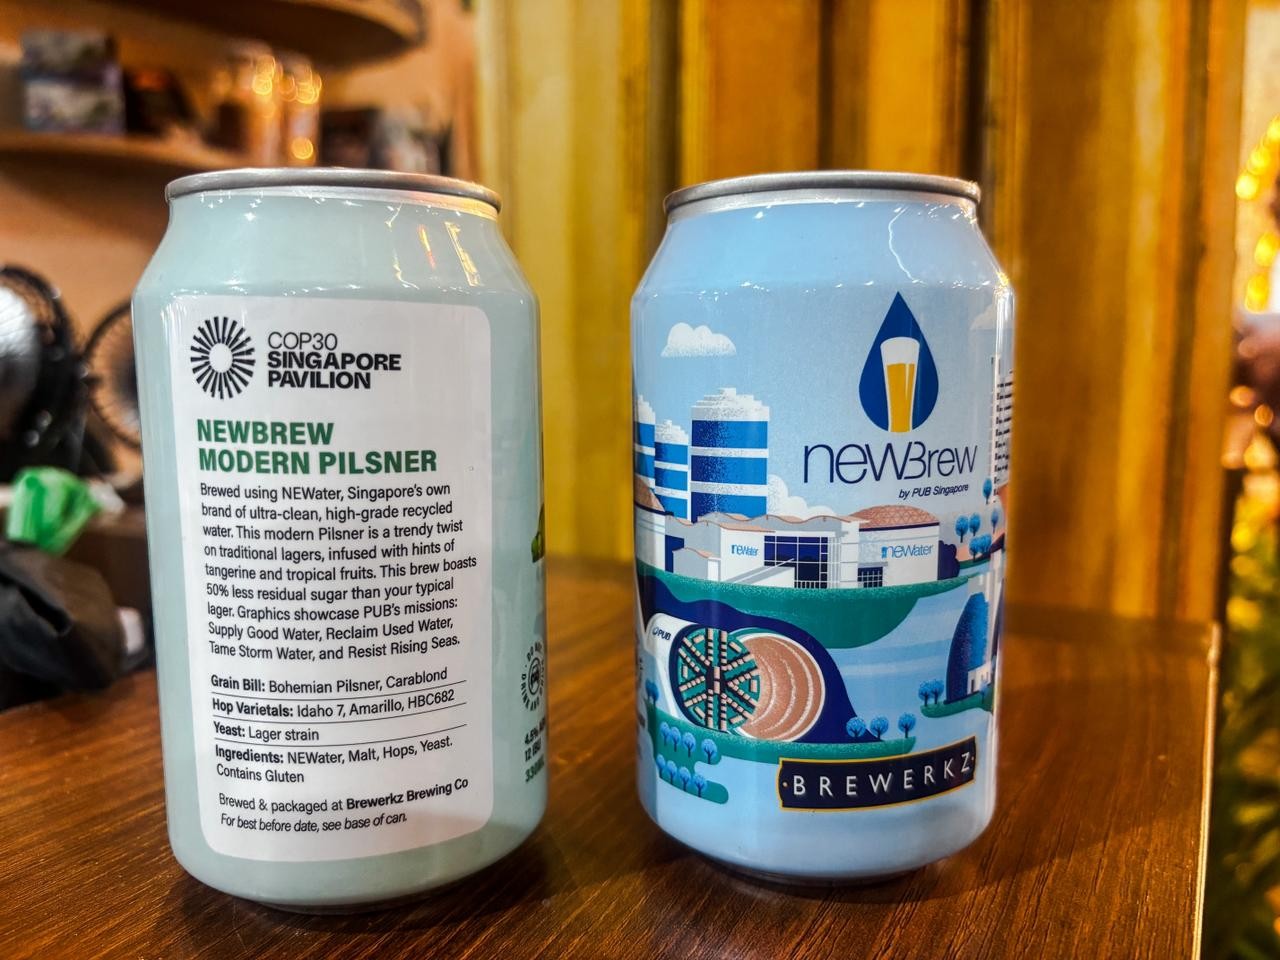 COP30
SINGAPORE
PAVILION
NEWBREW
MODERN PILSNER
Brewed using NEWater, Singapore's own
brand of ultra-clean, high-grade recycled
water. This modern Pilsner is a trendy twist
on traditional lagers, infused with hints of
tangerine and tropical fruits. This brew boasts
50% less residual sugar than your typical
lager. Graphics showcase PUB's missions:
Supply Good Water, Reclaim Used Water,
Tame Storm Water, and Resist Rising Seas.
Grain Bill: Bohemian Pilsner, Carablond
Hop Varietals: Idaho 7, Amarillo, HBC682
Yeast: Lager strain
Ingredients: NEWater, Malt, Hops, Yeast.
Contains Gluten
Brewed & packaged at Brewerkz Brewing Co
For best before date, see base of can.
4.5%
12 IBU
330ML
newBrew
by PUB Singapore
neWater
neWater
PUB
·BREWERKZ·